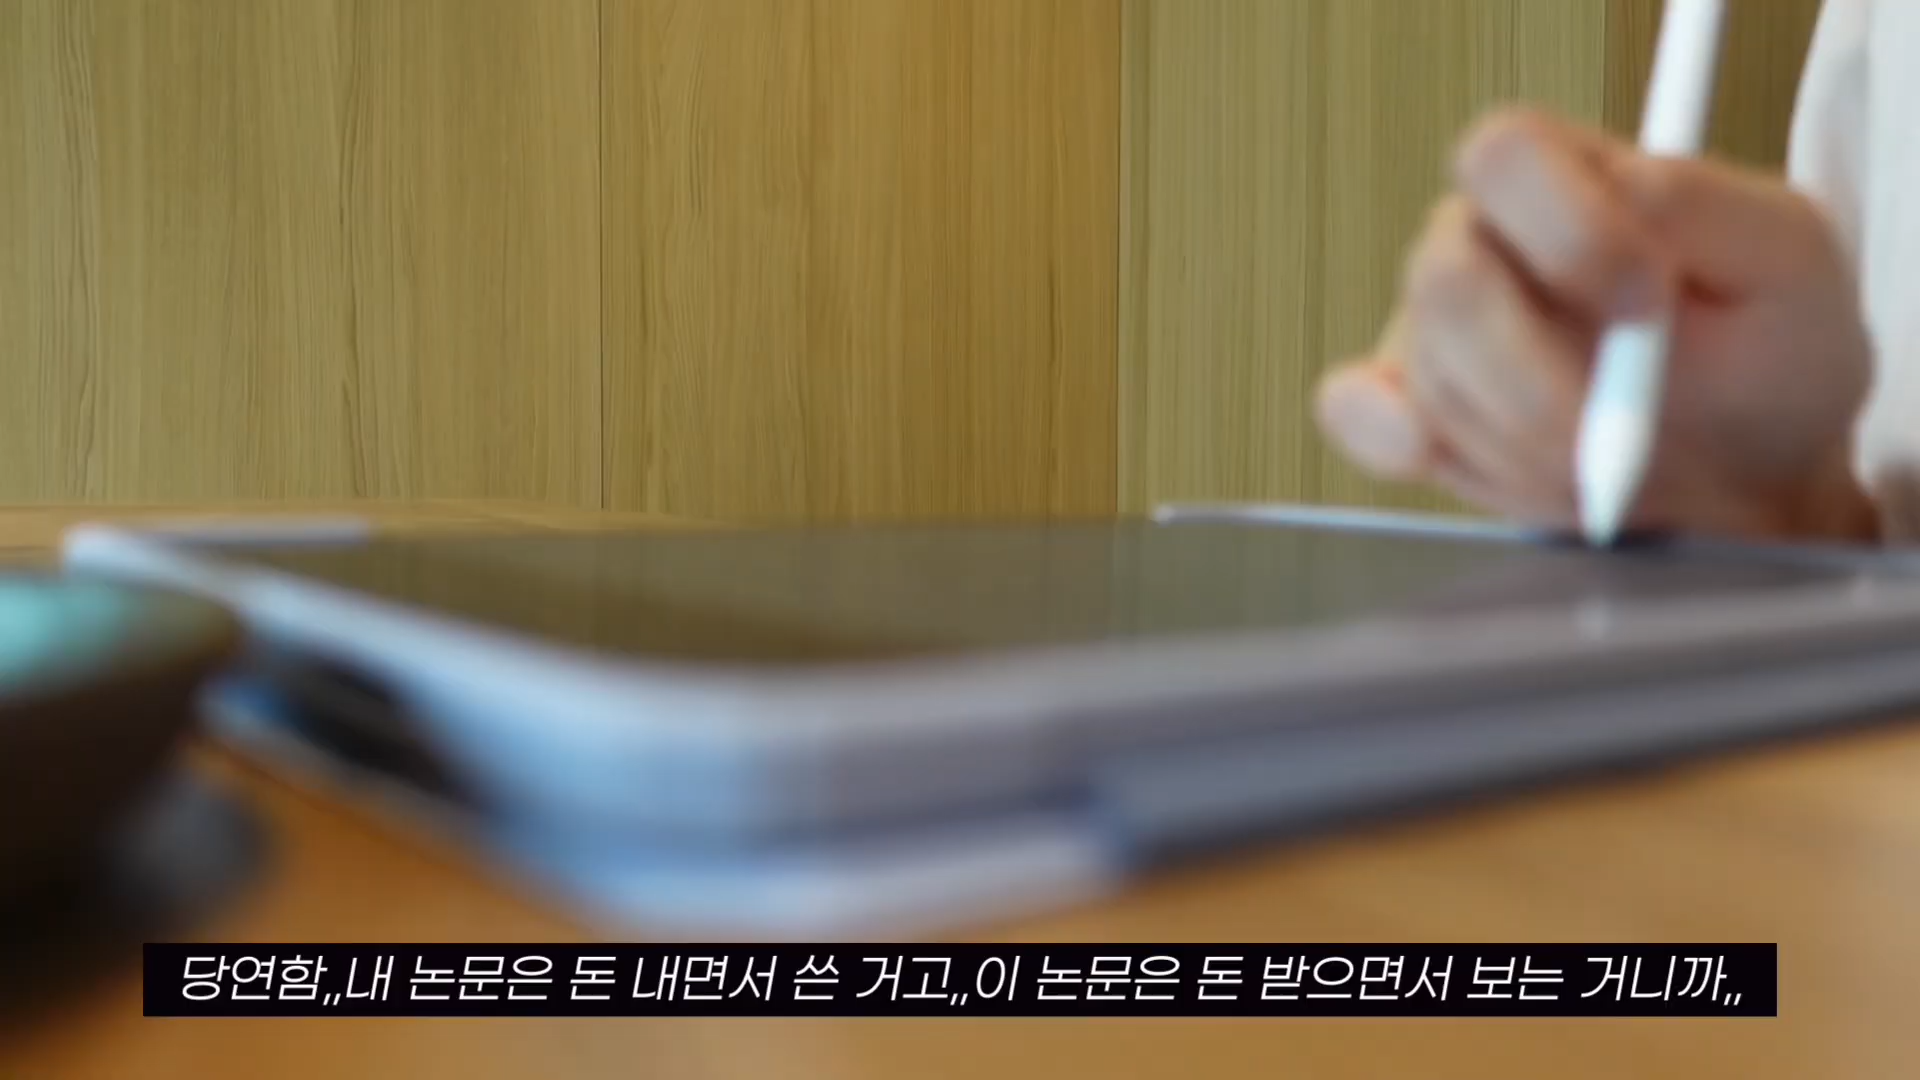 당연함,,내 논문은 돈 내면서 쓴 거고,,이 논문은 돈 받으면서 보는 거니까,,